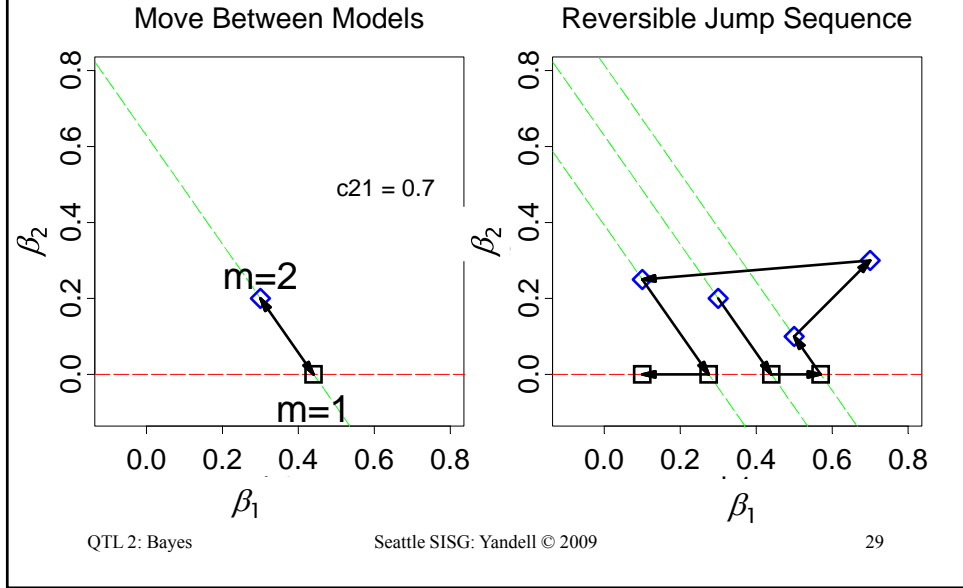 Move Between Models
Reversible Jump Sequence
0.8
0.6
0.4
0.2
0.0
β2
c21 = 0.7
m=2
m=1
0.0 0.2 0.4 0.6 0.8
β1
0.8
0.6
0.4
0.2
0.0
β2
0.0 0.2 0.4 0.6 0.8
β1
QTL 2: Bayes
Seattle SISG: Yandell © 2009
29